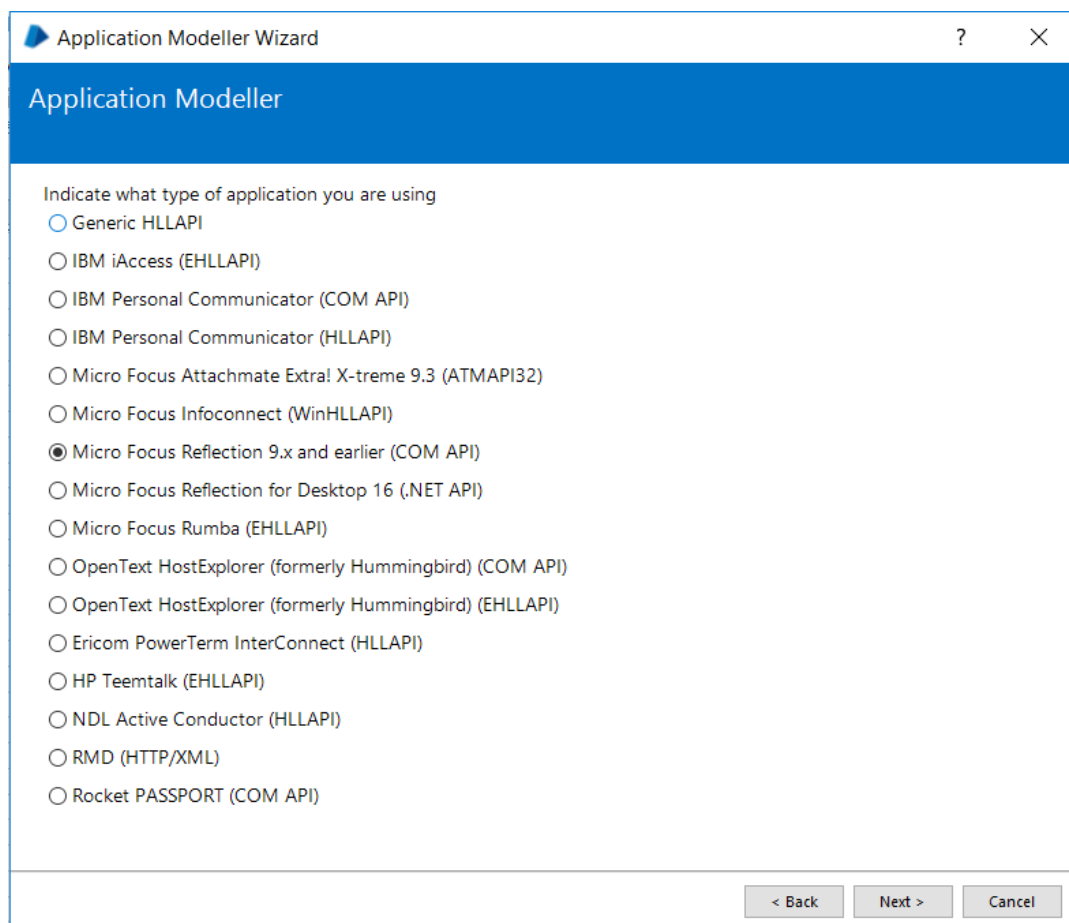 Application Modeller Wizard
?
Application Modeller
Indicate what type of application you are using
Generic HLLAPI
IBM iAccess (EHLLAPI)
IBM Personal Communicator (COM API)
IBM Personal Communicator (HLLAPI)
Micro Focus Attachmate Extra! X-treme 9.3 (ATMAPI32)
Micro Focus Infoconnect (WinHLLAPI)
Micro Focus Reflection 9.x and earlier (COM API)
Micro Focus Reflection for Desktop 16 (.NET API)
Micro Focus Rumba (EHLLAPI)
OpenText HostExplorer (formerly Hummingbird) (COM API)
OpenText HostExplorer (formerly Hummingbird) (EHLLAPI)
Ericom PowerTerm InterConnect (HLLAPI)
HP Teemtalk (EHLLAPI)
NDL Active Conductor (HLLAPI)
RMD (HTTP/XML)
Rocket PASSPORT (COM API)
< Back Next > Cancel